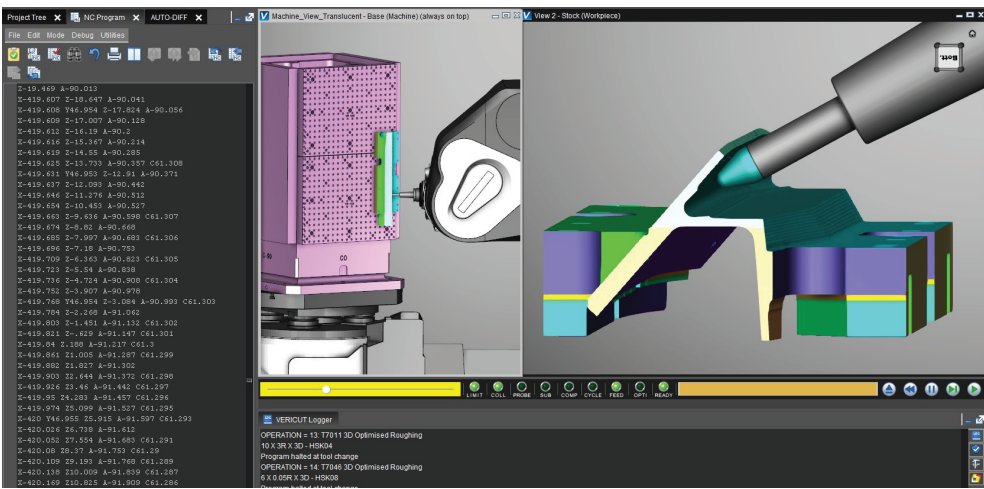 Project Tree
NC Program
AUTO-DIFF
File Edit Mode Debug Utilities
Z-19.469 A-90.013
X-419.607 Z-18.647 A-90.041
X-419.608 Y46.954 Z-17.824 A-90.056
X-419.609 Z-17.007 A-90.128
X-419.612 Z-16.19 A-90.2
X-419.616 Z-15.367 A-90.214
X-419.619 Z-14.55 A-90.285
X-419.625 Z-13.733 A-90.357 C61.308
X-419.631 Y46.953 Z-12.91 A-90.371
X-419.637 Z-12.093 A-90.442
X-419.646 Z-11.276 A-90.512
X-419.654 Z-10.453 A-90.527
X-419.663 Z-9.636 A-90.598 C61.307
X-419.674 Z-8.82 A-90.668
X-419.685 Z-7.997 A-90.683 C61.306
X-419.696 Z-7.18 A-90.753
X-419.709 Z-6.363 A-90.823 C61.305
X-419.723 Z-5.54 A-90.838
X-419.736 Z-4.724 A-90.908 C61.304
X-419.752 Z-3.907 A-90.978
X-419.768 Y46.954 Z-3.084 A-90.993 C61.303
X-419.784 Z-2.268 A-91.062
X-419.803 Z-1.451 A-91.132 C61.302
X-419.821 Z-.629 A-91.147 C61.301
X-419.84 Z.188 A-91.217 C61.3
X-419.861 Z1.005 A-91.287 C61.299
X-419.882 Z1.827 A-91.302
X-419.903 Z2.644 A-91.372 C61.298
X-419.926 Z3.46 A-91.442 C61.297
X-419.95 Z4.283 A-91.457 C61.296
X-419.974 Z5.099 A-91.527 C61.295
X-420 Y46.955 Z5.915 A-91.597 C61.293
X-420.026 Z6.738 A-91.612
X-420.052 Z7.554 A-91.683 C61.291
X-420.08 Z8.37 A-91.753 C61.29
X-420.109 Z9.193 A-91.768 C61.289
X-420.138 Z10.009 A-91.839 C61.287
X-420.169 Z10.825 A-91.909 C61.286
Machine_View_Translucent - Base (Machine) (always on top)
CO
View 2 - Stock (Workpiece)
Bott.
LIMIT COLL PROBE SUB COMP CYCLE FEED OPTI READY
VERICUT Logger
OPERATION = 13: T7011 3D Optimised Roughing
10 X 3R X 3D - HSK04
Program halted at tool change
OPERATION = 14: T7046 3D Optimised Roughing
6 X 0.05R X 3D - HSK08
Program halted at tool change